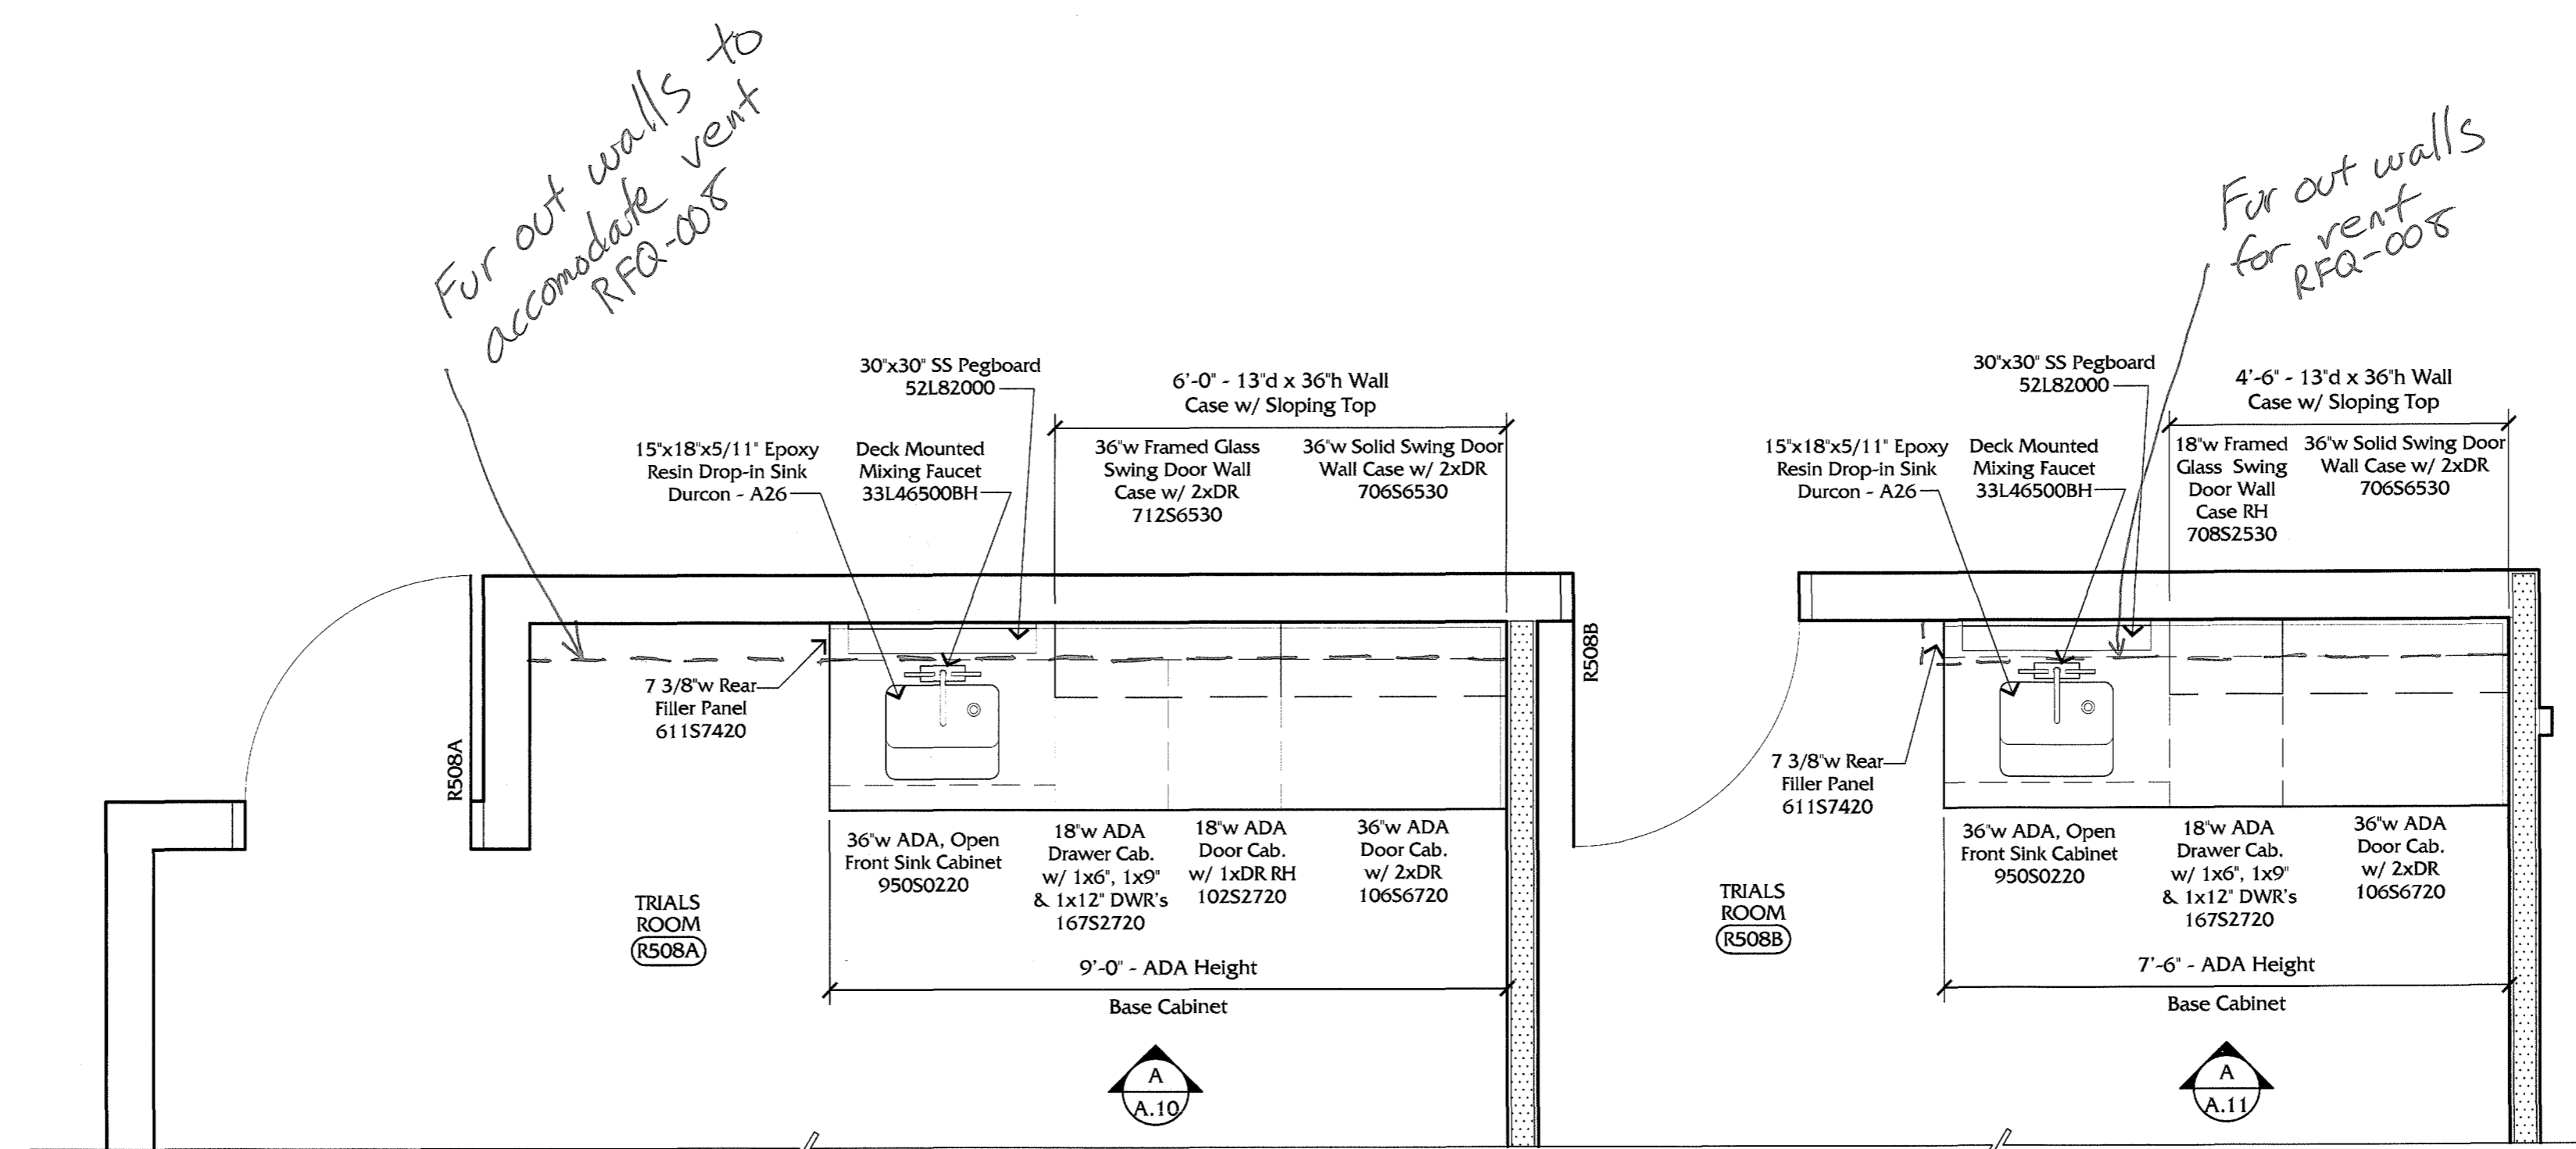 Fur out walls to
accomodate vent
RFQ-008
Fur out walls
for vent
RFQ-008
30"x30" SS Pegboard
52L82000
6'-0" - 13"d x 36"h Wall
Case w/ Sloping Top
15"x18"x5/11" Epoxy
Resin Drop-in Sink
Durcon - A26
Deck Mounted
Mixing Faucet
33L46500BH
36"w Framed Glass
Swing Door Wall
Case w/ 2xDR
712S6530
36"w Solid Swing Door
Wall Case w/ 2xDR
706S6530
30"x30" SS Pegboard
52L82000
4'-6" - 13"d x 36"h Wall
Case w/ Sloping Top
15"x18"x5/11" Epoxy
Resin Drop-in Sink
Durcon - A26
Deck Mounted
Mixing Faucet
33L46500BH
18"w Framed
Glass Swing
Door Wall
Case RH
708S2530
36"w Solid Swing Door
Wall Case w/ 2xDR
706S6530
R508A
7 3/8"w Rear
Filler Panel
611S7420
R508B
7 3/8"w Rear
Filler Panel
611S7420
36"w ADA, Open
Front Sink Cabinet
950S0220
18"w ADA
Drawer Cab.
w/ 1x6", 1x9"
& 1x12" DWR's
167S2720
18"w ADA
Door Cab.
w/ 1xDR RH
102S2720
36"w ADA
Door Cab.
w/ 2xDR
106S6720
TRIALS
ROOM
R508A
9'-0" - ADA Height
Base Cabinet
A
A.10
36"w ADA, Open
Front Sink Cabinet
950S0220
18"w ADA
Drawer Cab.
w/ 1x6", 1x9"
& 1x12" DWR's
167S2720
36"w ADA
Door Cab.
w/ 2xDR
106S6720
TRIALS
ROOM
R508B
7'-6" - ADA Height
Base Cabinet
A
A.11